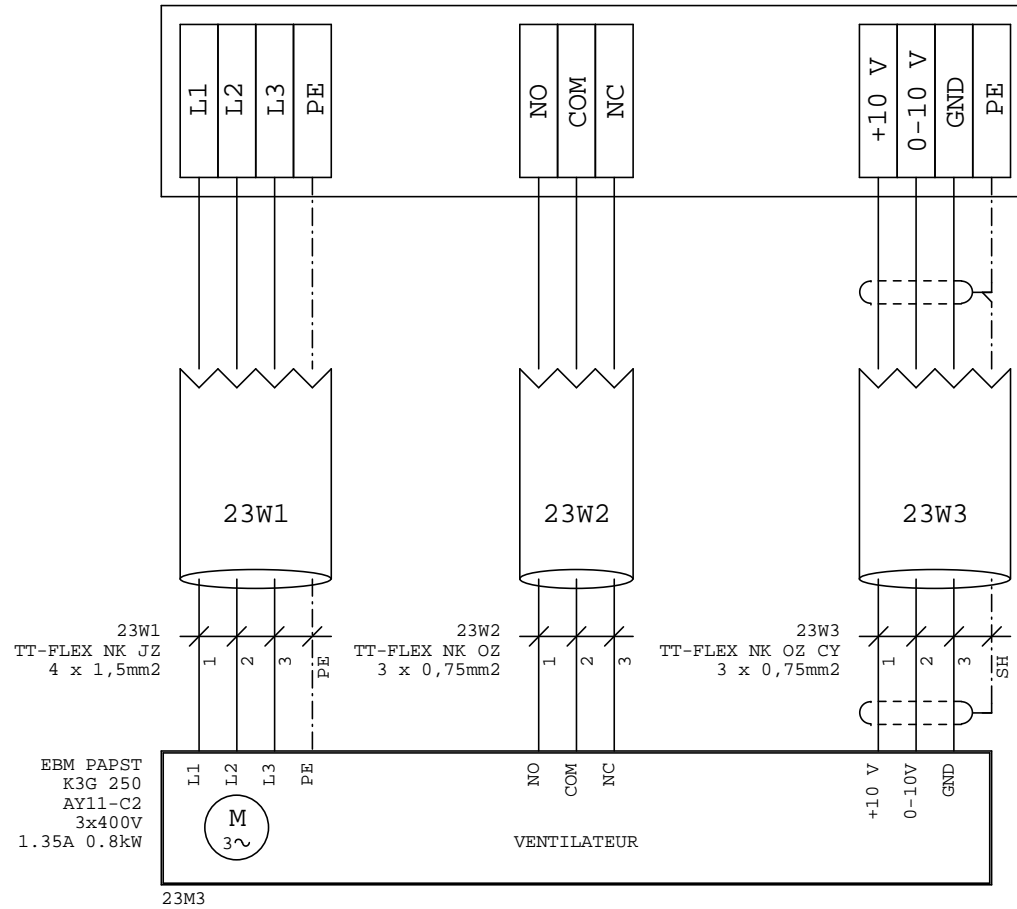 L1
L2
L3
PE
NO
COM
NC
+10 V
0-10 V
GND
PE
23W1
23W2
23W3
23W1
TT-FLEX NK JZ
4 x 1,5mm2
1
2
3
PE
23W2
TT-FLEX NK OZ
3 x 0,75mm2
1
2
3
23W3
TT-FLEX NK OZ CY
3 x 0,75mm2
1
2
3
SH
EBM PAPST
K3G 250
AY11-C2
3x400V
1.35A 0.8kW
L1
L2
L3
PE
NO
COM
NC
+10 V
0-10V
GND
M
3~
VENTILATEUR
23M3